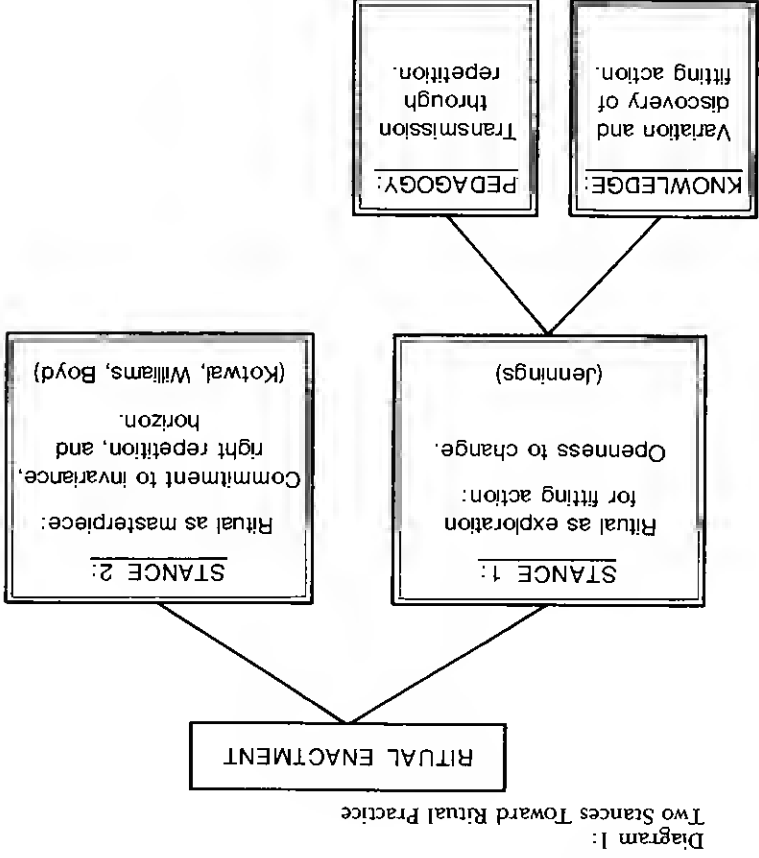 Diagram 1:
Two Stances Toward Ritual Practice
RITUAL ENACTMENT
STANCE 1:
Ritual as exploration
for fitting action:
Openness to change.
(Jennings)
STANCE 2:
Ritual as masterpiece:
Commitment to invariance,
right repetition, and
horizon.
(Kotwal, Williams, Boyd)
KNOWLEDGE:
Variation and
discovery of
fitting action.
PEDAGOGY:
Transmission
through
repetition.